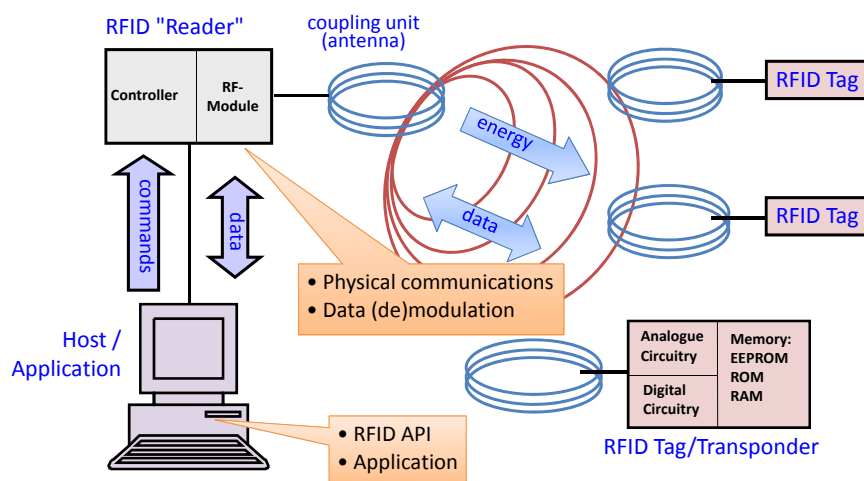 RFID "Reader"
coupling unit
(antenna)
Controller
RF-
Module
RFID Tag
energy
commands
data
data
RFID Tag
• Physical communications
• Data (de)modulation
Host /
Application
Analogue
Circuitry
Digital
Circuitry
Memory:
EEPROM
ROM
RAM
• RFID API
• Application
RFID Tag/Transponder